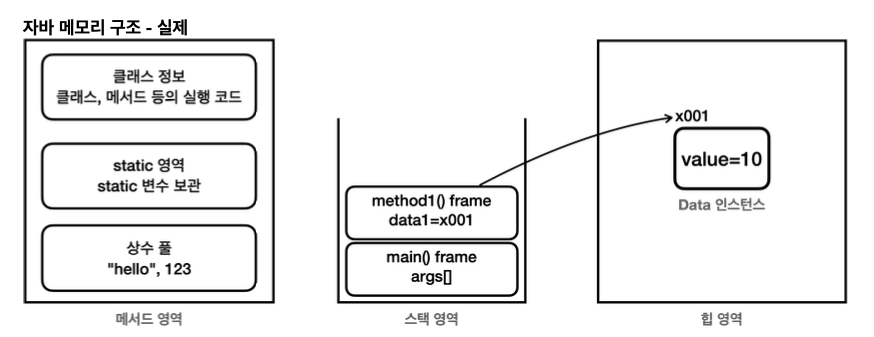 자바 메모리 구조 - 실제
클래스 정보
클래스, 메서드 등의 실행 코드
static 영역
static 변수 보관
상수 풀
"hello", 123
메서드 영역
method1() frame
data1=x001
main() frame
args[]
스택 영역
x001
value=10
Data 인스턴스
힙 영역